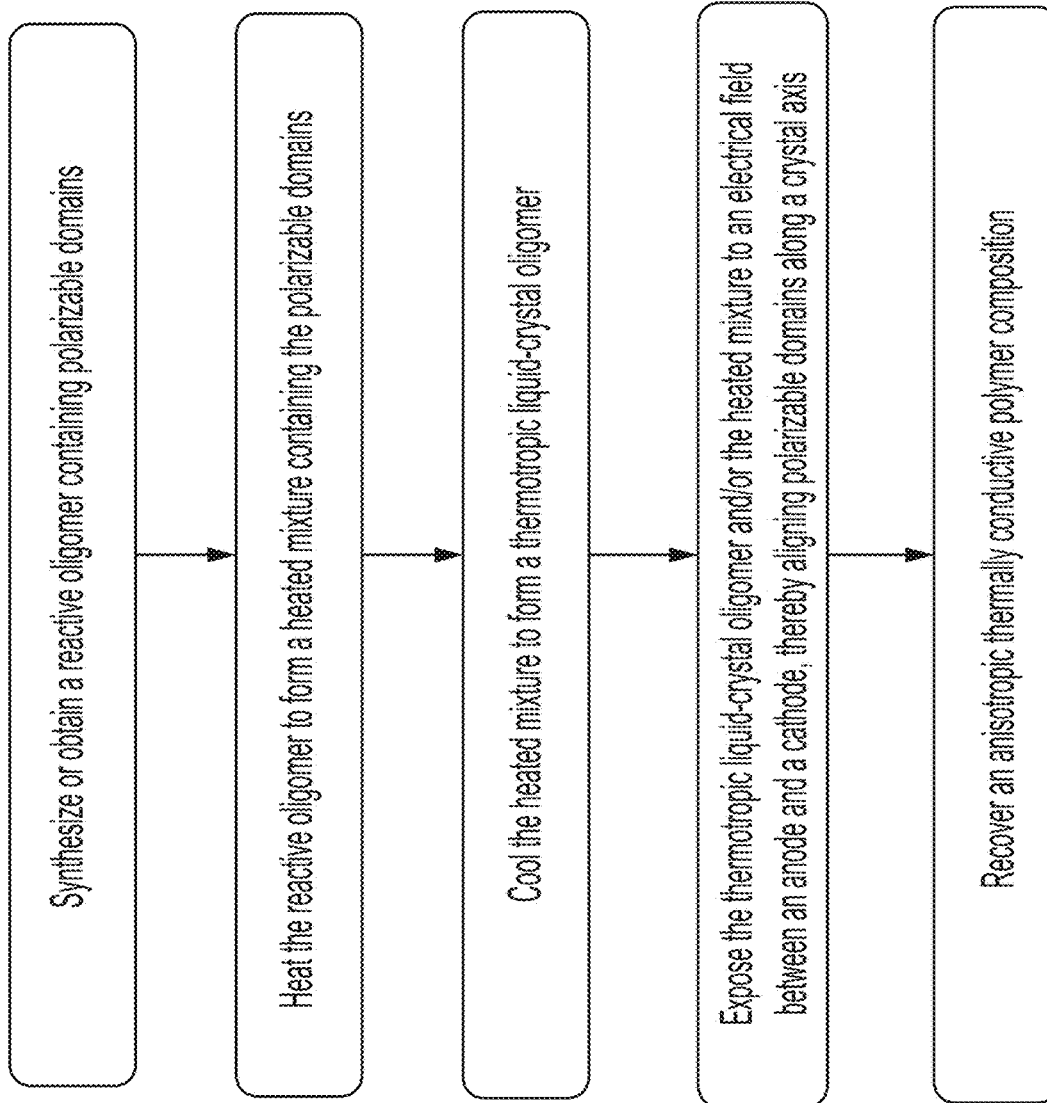 Synthesize or obtain a reactive oligomer containing polarizable domains
Heat the reactive oligomer to form a heated mixture containing the polarizable domains
Cool the heated mixture to form a thermotropic liquid-crystal oligomer
Expose the thermotropic liquid-crystal oligomer and/or the heated mixture to an electrical field
between an anode and a cathode, thereby aligning polarizable domains along a crystal axis
Recover an anisotropic thermally conductive polymer composition